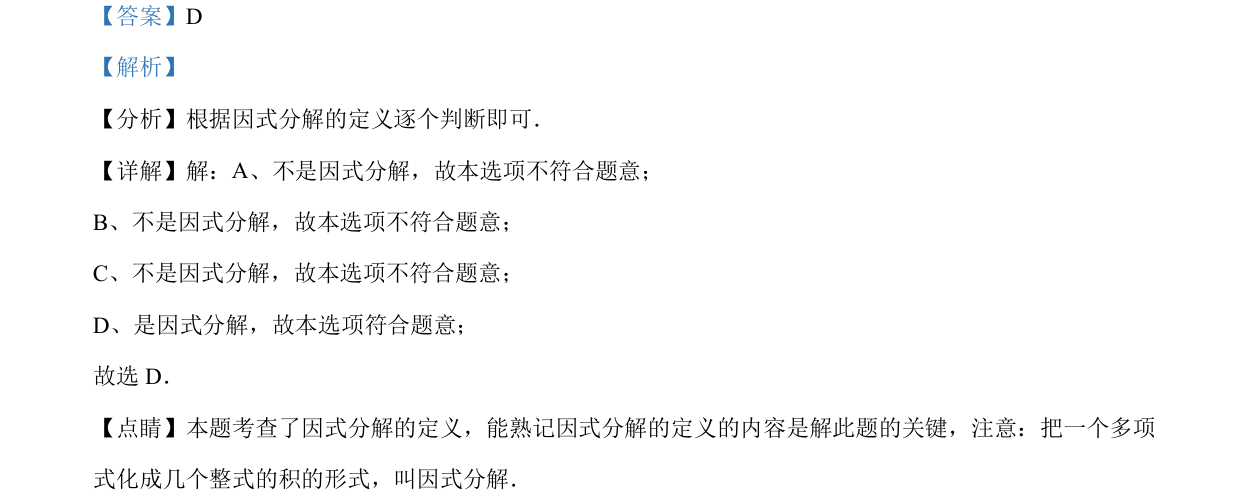 【答案】D
【解析】
【分析】根据因式分解的定义逐个判断即可．
【详解】解：A、不是因式分解，故本选项不符合题意；
B、不是因式分解，故本选项不符合题意；
C、不是因式分解，故本选项不符合题意；
D、是因式分解，故本选项符合题意；
故选 D．
【点睛】本题考查了因式分解的定义，能熟记因式分解的定义的内容是解此题的关键，注意：把一个多项
式化成几个整式的积的形式，叫因式分解．